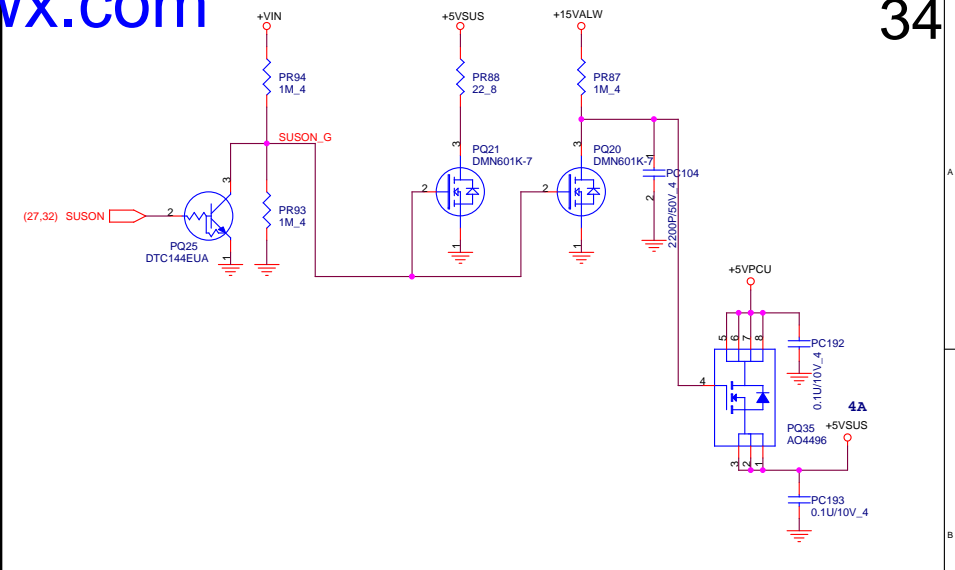 wx.com
34
+VIN
+5VSUS
+15VALW
PR94
1M_4
PR88
22_8
PR87
1M_4
SUSON_G
3
PQ21
DMN601K-7
3
PQ20
DMN601K-7
1
PC104
2
2200P/50V_4
A
3
2
2
(27,32) SUSON
2
PR93
1M_4
PQ25
DTC144EUA
1
1
1
+5VPCU
5
6
7
8
PC192
0.1U/10V_4
4
4A
+5VSUS
PQ35
AO4496
3
2
1
PC193
0.1U/10V_4
B